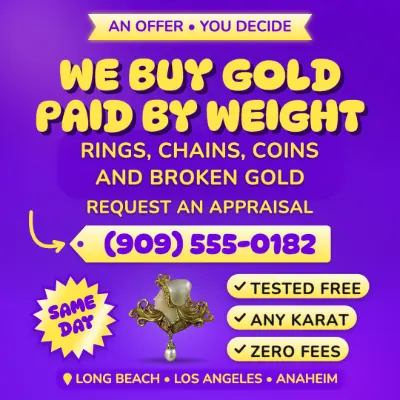 AN OFFER • YOU DECIDE
WE BUY GOLD
PAID BY WEIGHT
RINGS, CHAINS, COINS
AND BROKEN GOLD
REQUEST AN APPRAISAL
(909) 555-0182
SAME
DAY
TESTED FREE
ANY KARAT
ZERO FEES
LONG BEACH • LOS ANGELES • ANAHEIM